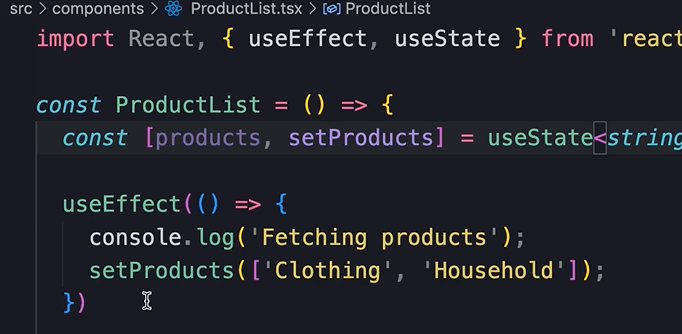 src > components > ProductList.tsx > ProductList
import React, { useEffect, useState } from 'react
const ProductList = () => {
const [products, setProducts] = useState<string
useEffect(() => {
console.log('Fetching products');
setProducts(['Clothing', 'Household']);
})